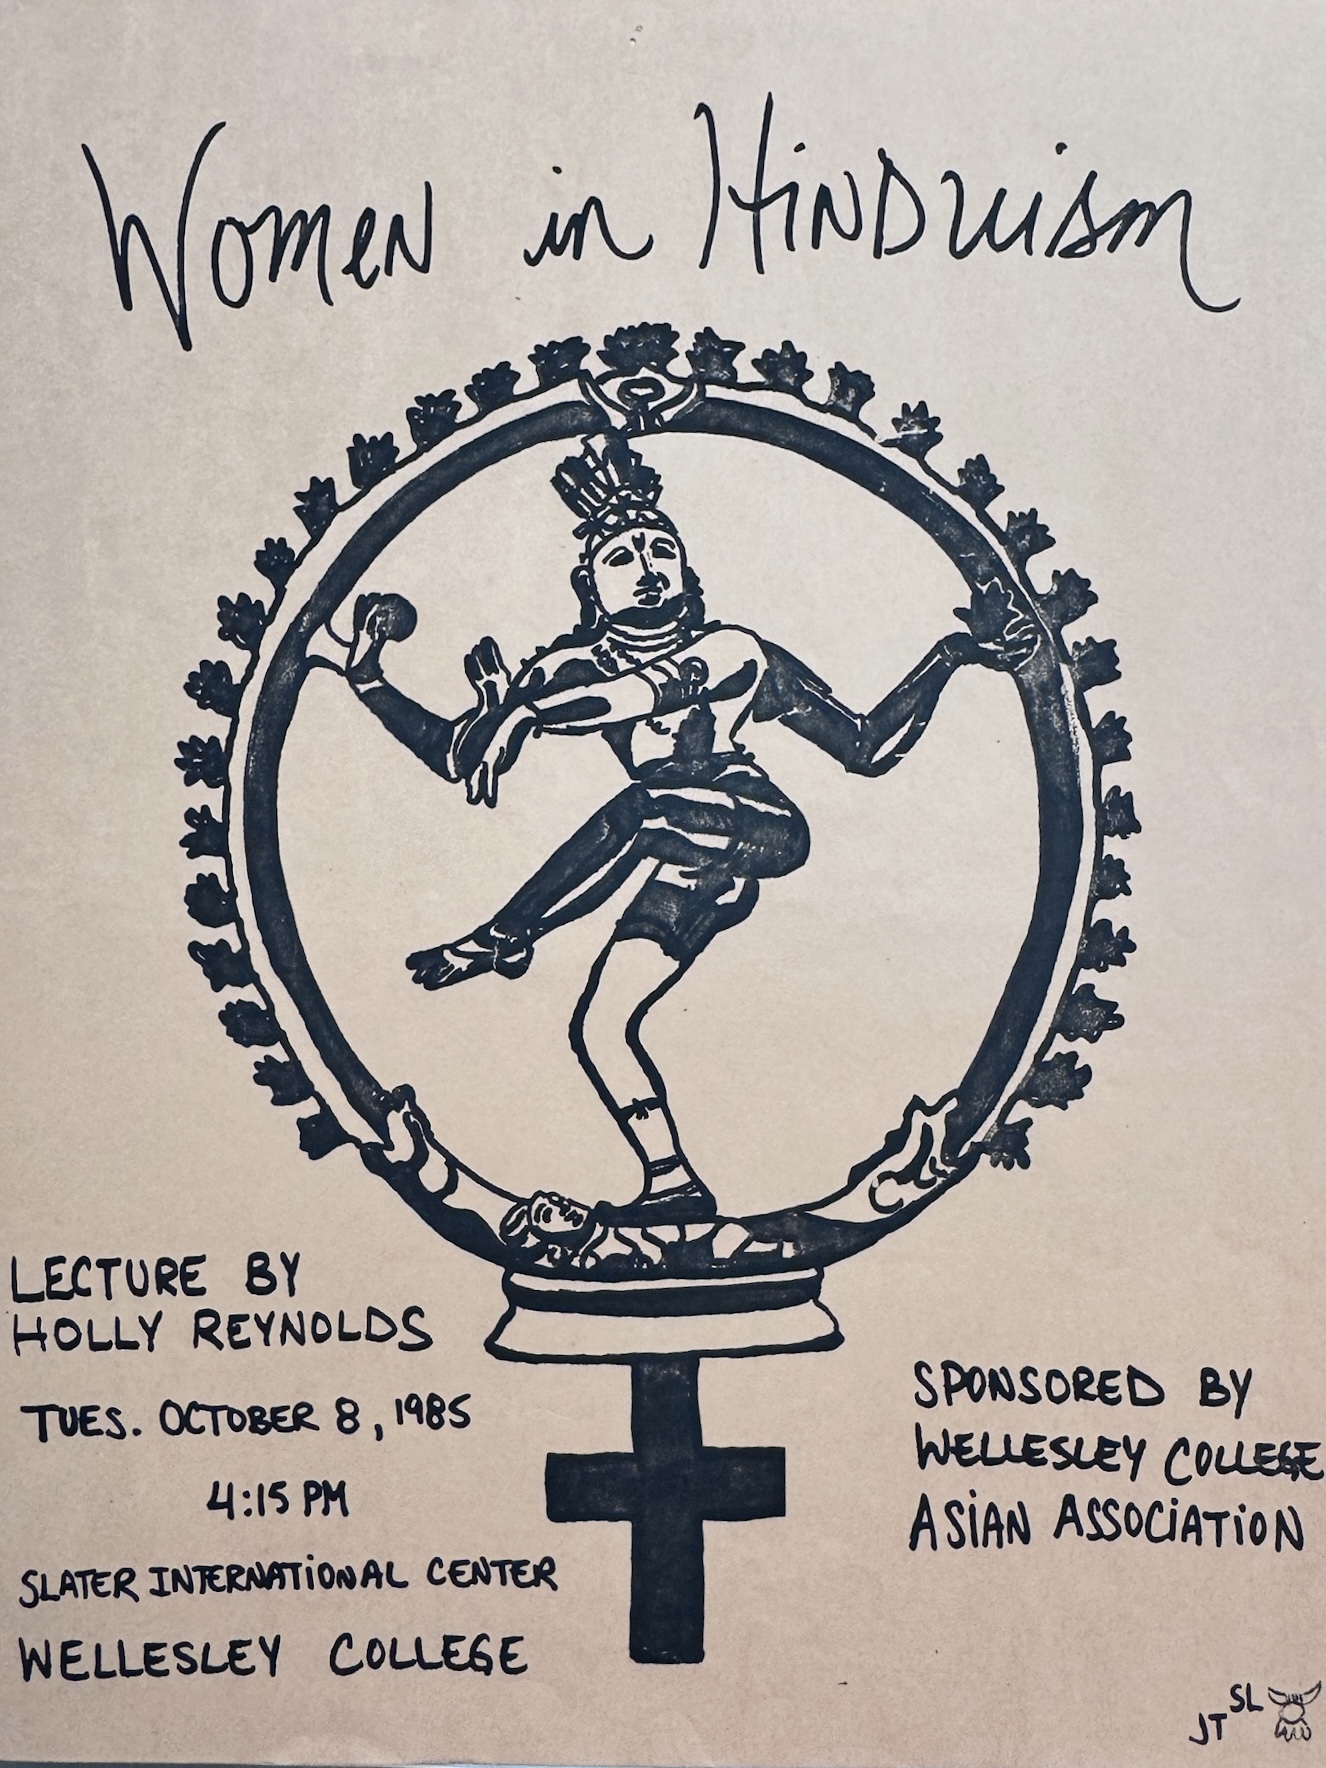 Women in Hinduism
LECTURE BY
HOLLY REYNOLDS
TUES. OCTOBER 8, 1985
4:15 PM
SLATER INTERNATIONAL CENTER
WELLESLEY COLLEGE
SPONSORED BY
WELLESLEY COLLEGE
ASIAN ASSOCIATION
SL
JT